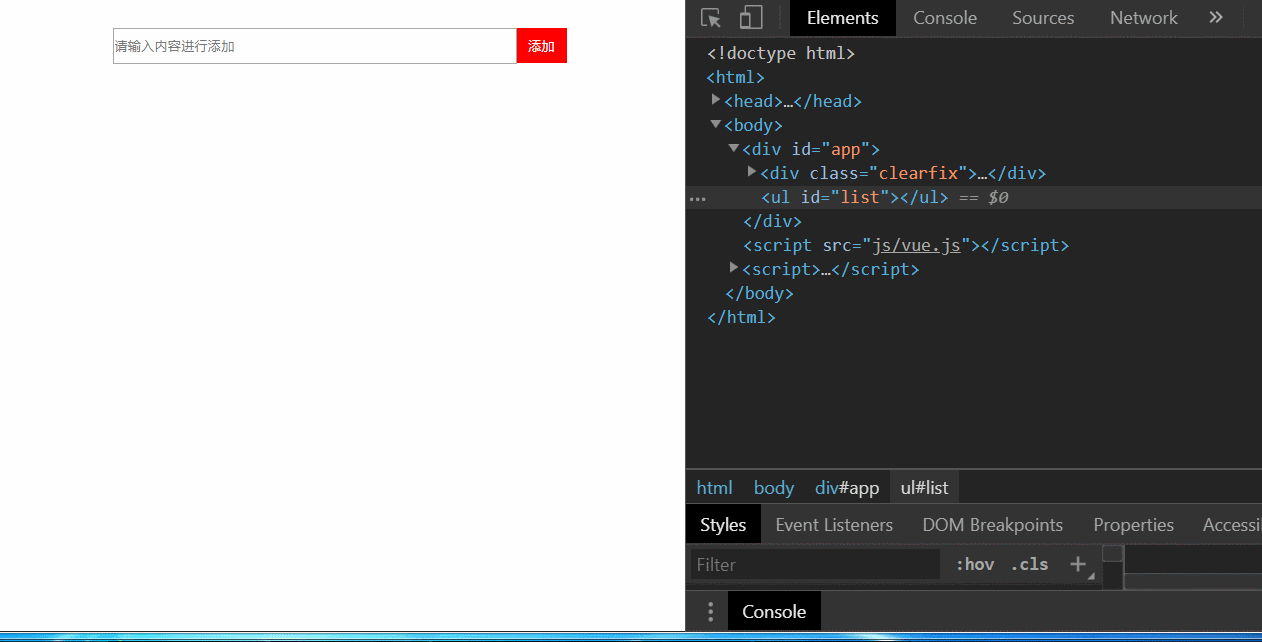 请输入内容进行添加 添加
Elements Console Sources Network »
<!doctype html>
<html>
▶<head>…</head>
▼<body>
▼<div id="app">
▶<div class="clearfix">…</div>
<ul id="list"></ul> == $0
</div>
<script src="js/vue.js"></script>
▶<script>…</script>
</body>
</html>
html body div#app ul#list
Styles Event Listeners DOM Breakpoints Properties Accessi
Filter :hov .cls +
Console